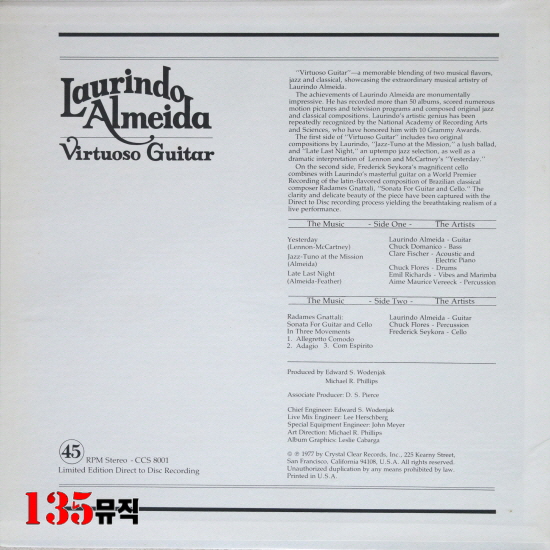 Laurindo
Almeida
Virtuoso Guitar
"Virtuoso Guitar"—a memorable blending of two musical flavors,
jazz and classical, showcasing the extraordinary musical artistry of
Laurindo Almeida.
The achievements of Laurindo Almeida are monumentally
impressive. He has recorded more than 50 albums, scored numerous
motion pictures and television programs and composed original jazz
and classical compositions. Laurindo's artistic genius has been
repeatedly recognized by the National Academy of Recording Arts
and Sciences, who have honored him with 10 Grammy Awards.
The first side of "Virtuoso Guitar" includes two original
compositions by Laurindo, "Jazz-Tuno at the Mission," a lush ballad,
and "Late Last Night," an uptempo jazz selection; as well as a
dramatic interpretation of Lennon and McCartney's "Yesterday."
On the second side, Frederick Seykora's magnificent cello
combines with Laurindo's masterful guitar on a World Premier
Recording of the latin-flavored composition of Brazilian classical
composer Radames Gnattali, "Sonata For Guitar and Cello." The
clarity and delicate beauty of the piece have been captured with the
Direct to Disc recording process yielding the breathtaking realism of a
live performance.
The Music - Side One - The Artists
Yesterday
(Lennon-McCartney)
Jazz-Tuno at the Mission
(Almeida)
Late Last Night
(Almeida-Feather)
Laurindo Almeida - Guitar
Chuck Domanico - Bass
Clare Fischer - Acoustic and
Electric Piano
Chuck Flores - Drums
Emil Richards - Vibes and Marimba
Aime Maurice Vereeck - Percussion
The Music - Side Two - The Artists
Radames Gnattali:
Sonata For Guitar and Cello
In Three Movements
1. Allegretto Comodo
2. Adagio 3. Com Espirito
Laurindo Almeida - Guitar
Chuck Flores - Percussion
Frederick Seykora - Cello
Produced by Edward S. Wodenjak
Michael R. Phillips
Associate Producer: D. S. Pierce
Chief Engineer: Edward S. Wodenjak
Live Mix Engineer: Lee Herschberg
Special Equipment Engineer: John Meyer
Art Direction: Michael R. Phillips
Album Graphics: Leslie Cabarga
45 RPM Stereo - CCS 8001
Limited Edition Direct to Disc Recording
© ℗ 1977 by Crystal Clear Records, Inc., 225 Kearny Street,
San Francisco, California 94108, U.S.A. All rights reserved.
Unauthorized duplication by any means prohibited by law.
Printed in U.S.A.
135뮤직